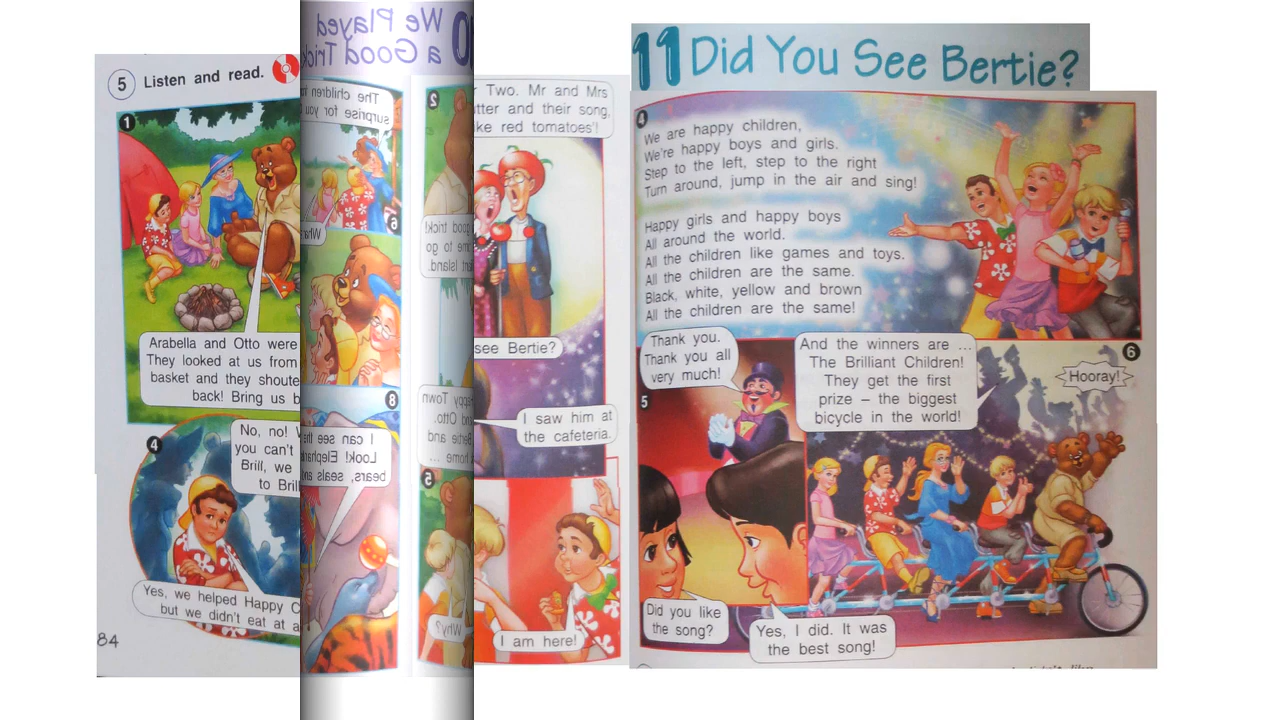 5 Listen and read.
1
Arabella and Otto were
They looked at us from
basket and they shoute
back! Bring us b
4
No, no!
you can't
Brill, we
to Bril
Yes, we helped Happy C
but we didn't eat at a
84
10 We Played
a Good Trick
The children
surprise for you
6
8
I can see the
Look! Elepha
bears, seals and
2
good trick!
me to go
nt Island.
appy Town
and Otto.
Bertie and
home ...
5
Why?
r Two. Mr and Mrs
tter and their song,
ke red tomatoes'!
see Bertie?
I saw him at
the cafeteria.
I am here!
11 Did You See Bertie?
4
We are happy children,
We're happy boys and girls.
Step to the left, step to the right
Turn around, jump in the air and sing!
Happy girls and happy boys
All around the world.
All the children like games and toys.
All the children are the same.
Black, white, yellow and brown
All the children are the same!
Thank you.
Thank you all
very much!
5
And the winners are ...
The Brilliant Children!
They get the first
prize – the biggest
bicycle in the world!
6
Hooray!
Did you like
the song?
Yes, I did. It was
the best song!